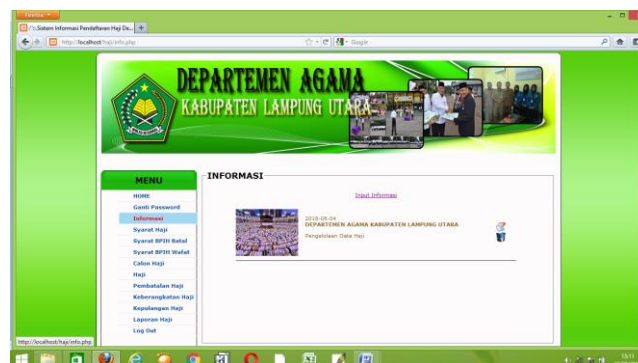 Firefox
:: Sistem Informasi Pendaftaran Haji Da...
http://localhost/haji/info.php
Google
DEPARTEMEN AGAMA
KABUPATEN LAMPUNG UTARA
MENU
HOME
Ganti Password
Informasi
Syarat Haji
Syarat BPIH Batal
Syarat BPIH Wafat
Calon Haji
Haji
Pembatalan Haji
Keberangkatan Haji
Kepulangan Haji
Laporan Haji
Log Out
INFORMASI
Input Informasi
2018-08-04
DEPARTEMEN AGAMA KABUPATEN LAMPUNG UTARA
Pengelolaan Data Haji
http://localhost/haji/info.php